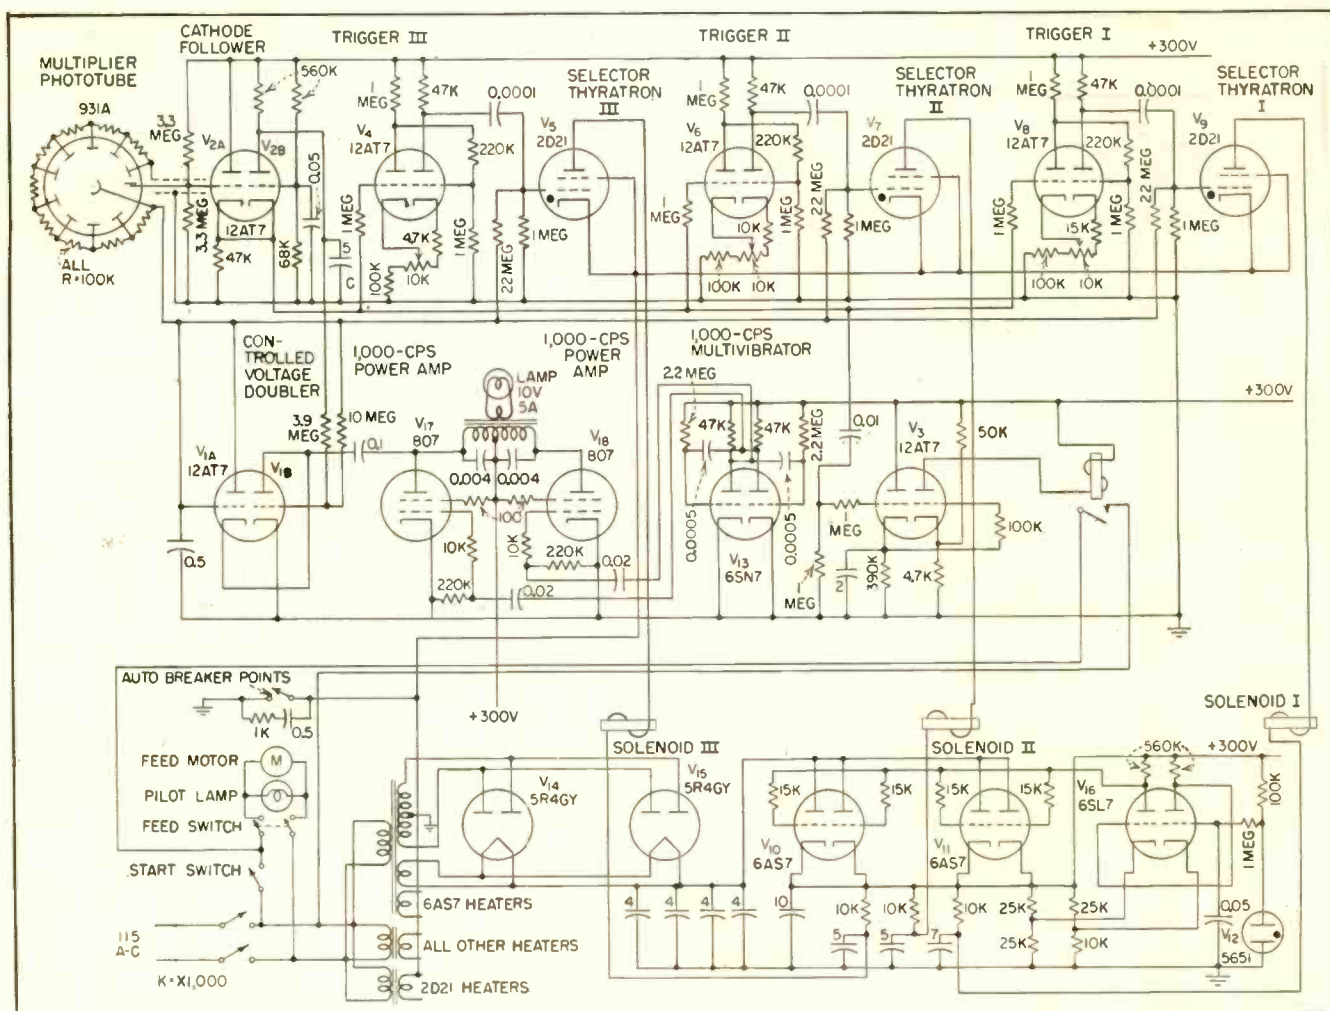 CATHODE
FOLLOWER
TRIGGER III
TRIGGER II
TRIGGER I
+300V
MULTIPLIER
PHOTOTUBE
931A
3.3
MEG
560K
V2A
V2B
0.05
12AT7
3.3 MEG
47K
68K
5
C
ALL
R=100K
1
MEG
47K
0.0001
SELECTOR
THYRATRON
III
V4
12AT7
V5
2D21
220K
1 MEG
4.7K
10K
100K
1 MEG
22 MEG
1 MEG
1
MEG
47K
0.0001
SELECTOR
THYRATRON
II
V6
12AT7
V7
2D21
220K
22 MEG
1
MEG
10K
100K
10K
1 MEG
1 MEG
1
MEG
47K
0.0001
SELECTOR
THYRATRON
I
V8
12AT7
V9
2D21
220K
22 MEG
1 MEG
15K
100K
10K
1 MEG
1 MEG
CON-
TROLLED
VOLTAGE
DOUBLER
1,000-CPS
POWER AMP
LAMP
10V
5A
1,000-CPS
POWER
AMP
1,000-CPS
MULTIVIBRATOR
2.2 MEG
+300V
3.9
MEG
10 MEG
V1A
12AT7
V1B
0.1
0.5
V17
807
V18
807
0.004
0.004
100
10K
10K
220K
220K
0.02
0.02
47K
47K
2.2 MEG
0.0005
0.0005
V13
6SN7
0.01
V3
12AT7
50K
1
MEG
1
MEG
2
390K
4.7K
100K
AUTO BREAKER POINTS
1K
0.5
+300V
FEED MOTOR
M
PILOT LAMP
FEED SWITCH
START SWITCH
115
A-C
K=X1,000
6AS7 HEATERS
ALL OTHER HEATERS
2D21 HEATERS
V14
5R4GY
V15
5R4GY
SOLENOID III
SOLENOID II
SOLENOID I
+300V
15K
15K
15K
15K
V10
6AS7
V11
6AS7
V16
6SL7
560K
100K
1 MEG
4
4
4
4
10
10K
5
10K
5
10K
7
25K
25K
25K
10K
0.05
V12
5651